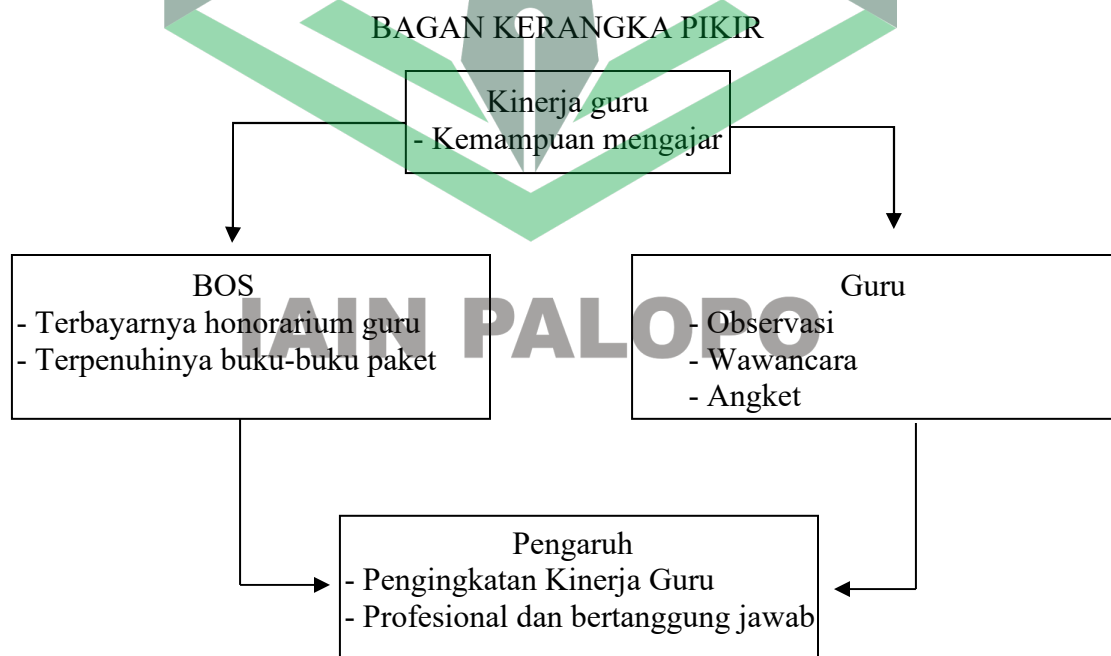 BAGAN KERANGKA PIKIR
Kinerja guru
- Kemampuan mengajar
BOS
- Terbayarnya honorarium guru
- Terpenuhinya buku-buku paket
Guru
- Observasi
- Wawancara
- Angket
IAIN PALOPO
Pengaruh
- Pengingkatan Kinerja Guru
- Profesional dan bertanggung jawab